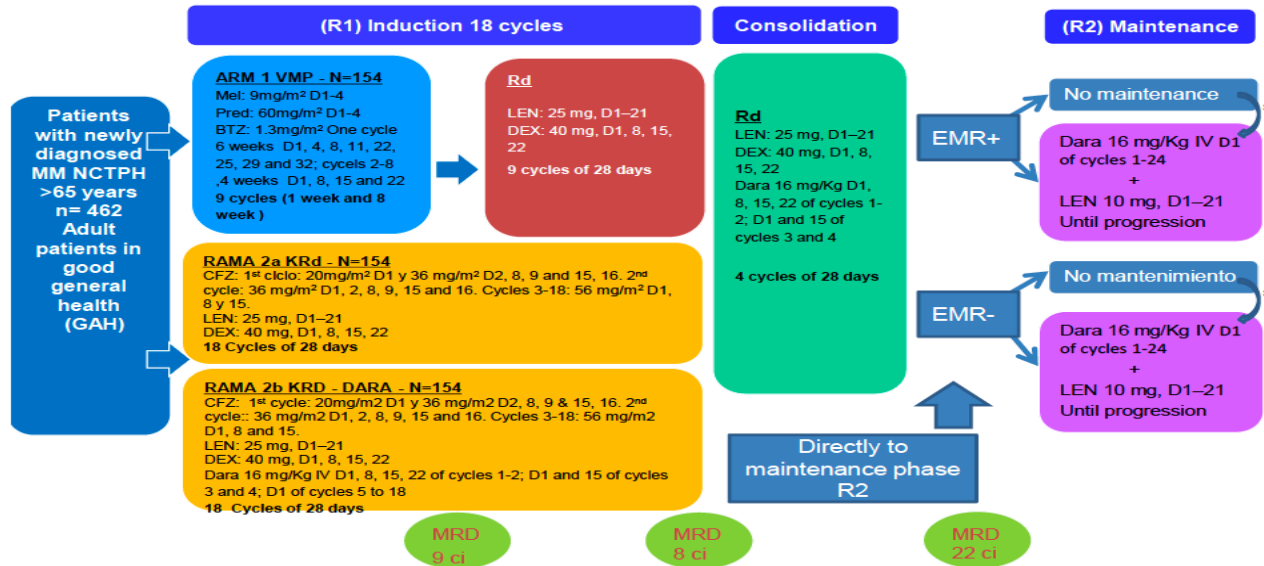 (R1) Induction 18 cycles
Consolidation
(R2) Maintenance
Patients
with newly
diagnosed
MM NCTPH
>65 years
n= 462
Adult
patients in
good
general
health
(GAH)
ARM 1 VMP - N=154
Mel: 9mg/m² D1-4
Pred: 60mg/m² D1-4
BTZ: 1.3mg/m² One cycle
6 weeks D1, 4, 8, 11, 22,
25, 29 and 32; cycels 2-8
,4 weeks D1, 8, 15 and 22
9 cycles (1 week and 8
week )
Rd
LEN: 25 mg, D1–21
DEX: 40 mg, D1, 8, 15,
22
9 cycles of 28 days
RAMA 2a KRd - N=154
CFZ: 1st ciclo: 20mg/m² D1 y 36 mg/m² D2, 8, 9 and 15, 16. 2nd
cycle: 36 mg/m² D1, 2, 8, 9, 15 and 16. Cycles 3-18: 56 mg/m² D1,
8 y 15.
LEN: 25 mg, D1–21
DEX: 40 mg, D1, 8, 15, 22
18 Cycles of 28 days
RAMA 2b KRD - DARA - N=154
CFZ: 1st cycle: 20mg/m2 D1 y 36 mg/m2 D2, 8, 9 & 15, 16. 2nd
cycle:: 36 mg/m2 D1, 2, 8, 9, 15 and 16. Cycles 3-18: 56 mg/m2
D1, 8 and 15.
LEN: 25 mg, D1–21
DEX: 40 mg, D1, 8, 15, 22
Dara 16 mg/Kg IV D1, 8, 15, 22 of cycles 1-2; D1 and 15 of cycles
3 and 4; D1 of cycles 5 to 18
18 Cycles of 28 days
Rd
LEN: 25 mg, D1–21
DEX: 40 mg, D1, 8,
15, 22
Dara 16 mg/Kg D1,
8, 15, 22 of cycles 1-
2; D1 and 15 of
cycles 3 and 4
4 cycles of 28 days
EMR+
No maintenance
Dara 16 mg/Kg IV D1
of cycles 1-24
+
LEN 10 mg, D1–21
Until progression
EMR-
No mantenimiento
Dara 16 mg/Kg IV D1
of cycles 1-24
+
LEN 10 mg, D1–21
Until progression
Directly to
maintenance phase
R2
MRD
9 ci
MRD
8 ci
MRD
22 ci